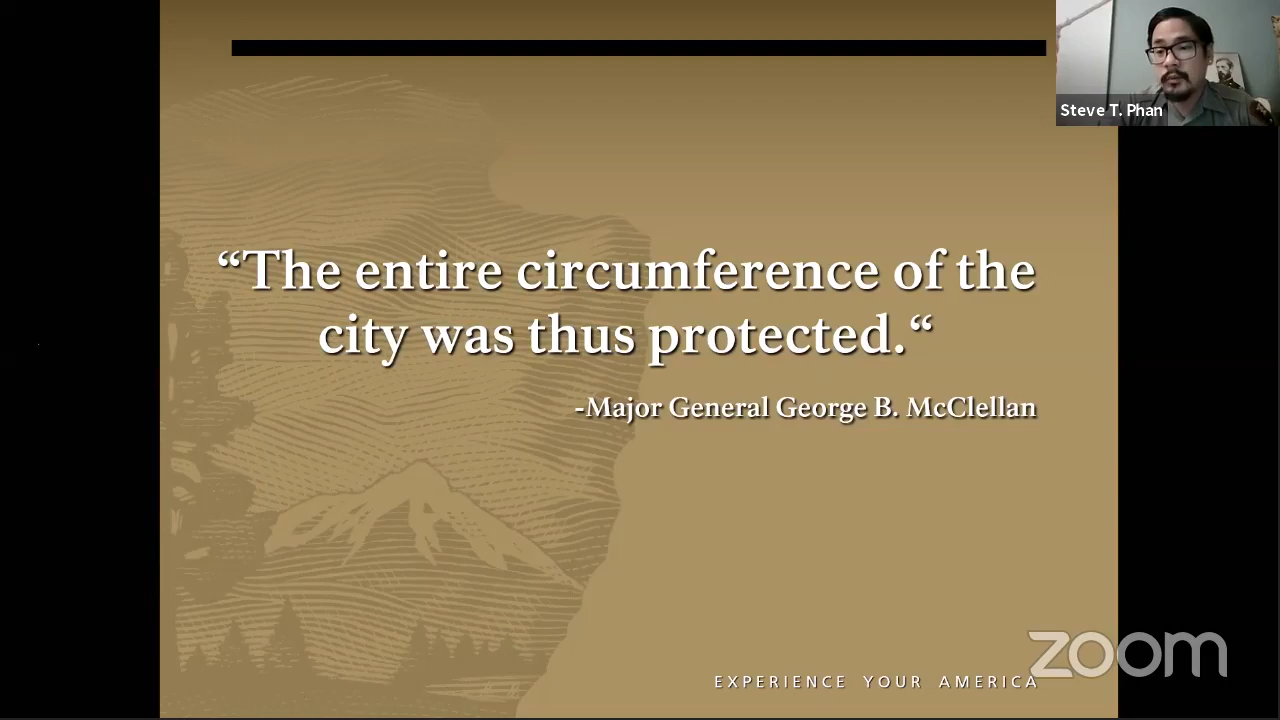 Steve T. Phan
“The entire circumference of the
city was thus protected.“
-Major General George B. McClellan
zoom
EXPERIENCE YOUR AMERICA